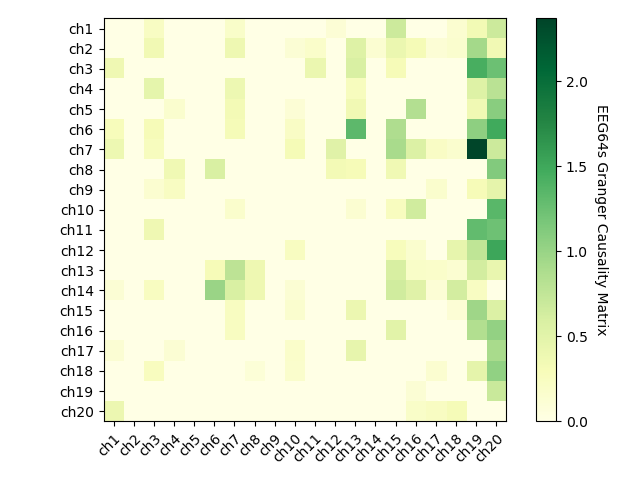 ch1
ch2
ch3
ch4
ch5
ch6
ch7
ch8
ch9
ch10
ch11
ch12
ch13
ch14
ch15
ch16
ch17
ch18
ch19
ch20
ch1 ch2 ch3 ch4 ch5 ch6 ch7 ch8 ch9 ch10 ch11 ch12 ch13 ch14 ch15 ch16 ch17 ch18 ch19 ch20
2.0
1.5
1.0
0.5
0.0
EEG64s Granger Causality Matrix